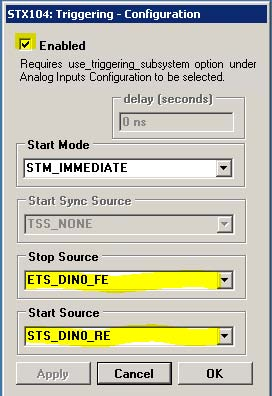 STX104: Triggering - Configuration
Enabled
Requires use_triggering_subsystem option under
Analog Inputs Configuration to be selected.
delay (seconds)
0 ns
Start Mode
STM_IMMEDIATE
Start Sync Source
TSS_NONE
Stop Source
ETS_DIN0_FE
Start Source
STS_DIN0_RE
Apply
Cancel
OK